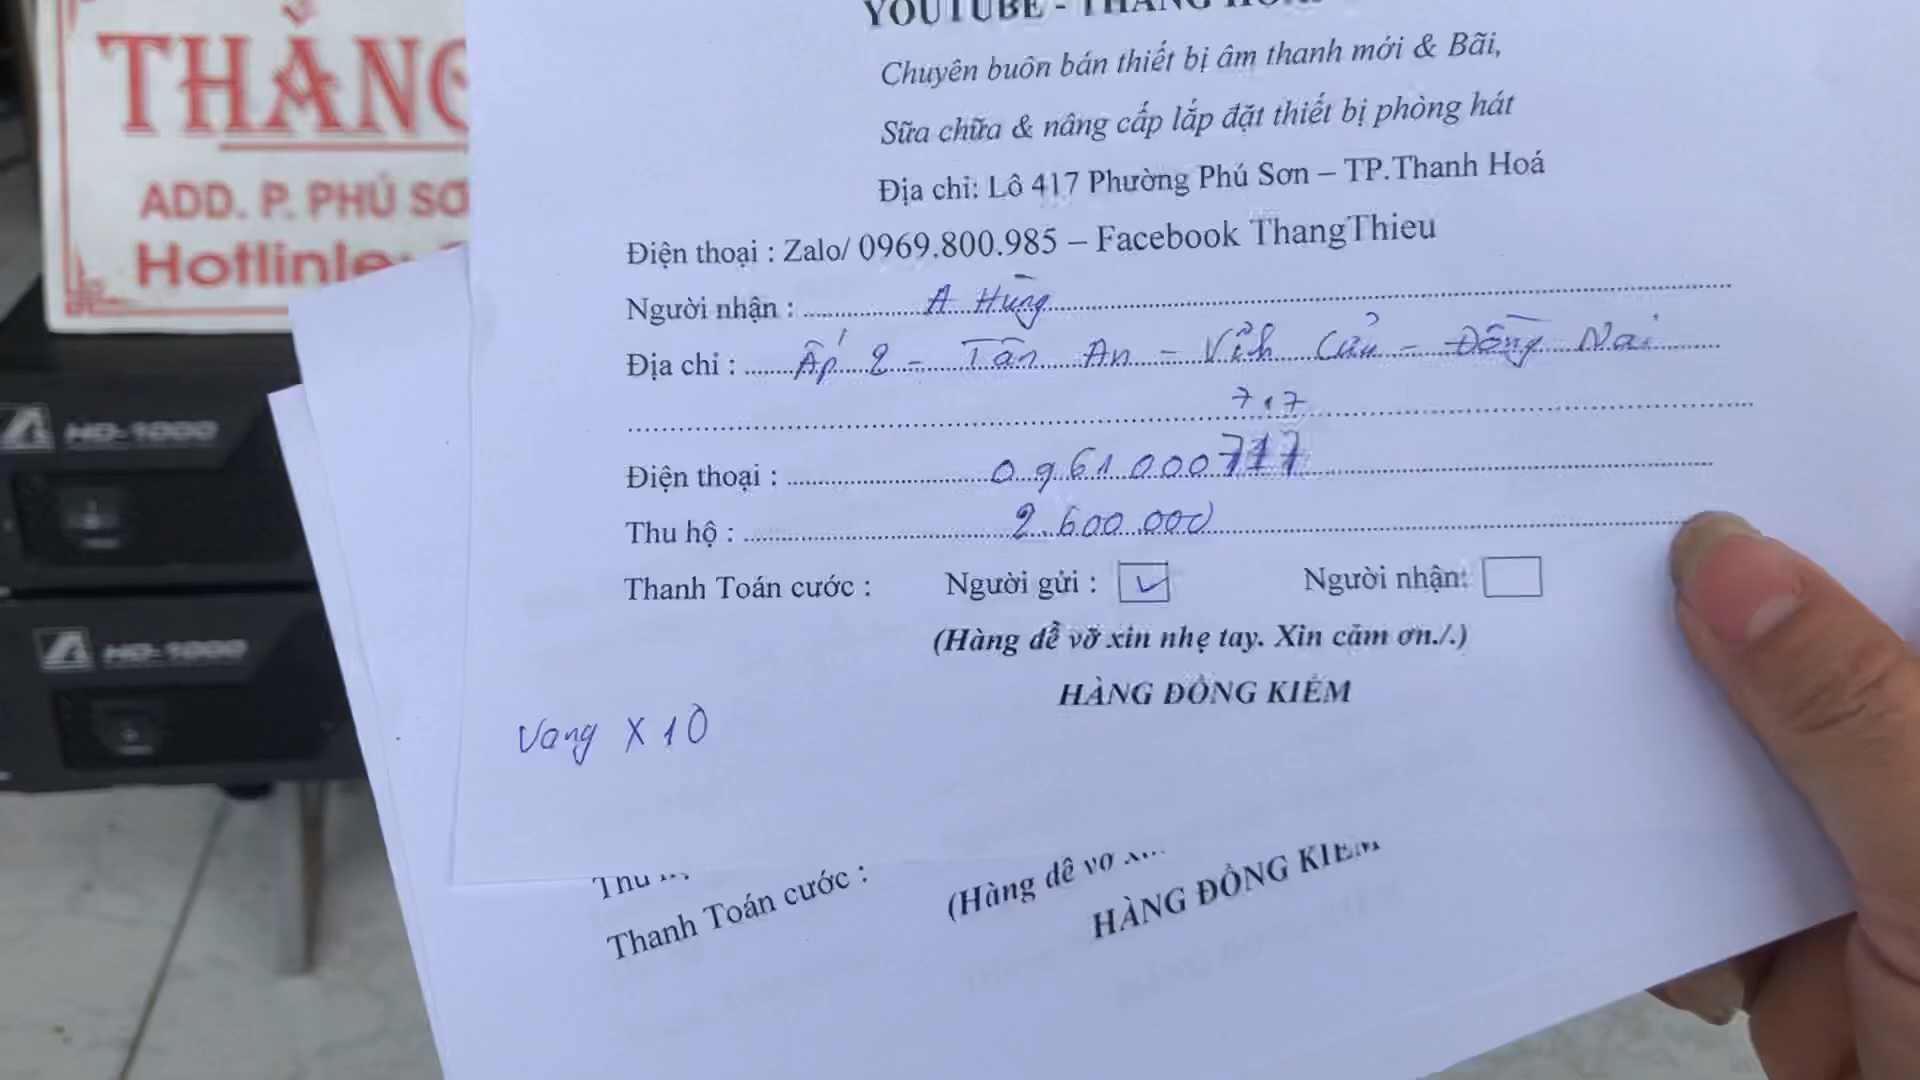 THẮNG
ADD. P. PHÚ SƠ
Hotlinle:
YOUTUBE - THANG HOA
Chuyên buôn bán thiết bị âm thanh mới & Bãi,
Sữa chữa & nâng cấp lắp đặt thiết bị phòng hát
Địa chỉ: Lô 417 Phường Phú Sơn – TP.Thanh Hoá
Điện thoại : Zalo/ 0969.800.985 – Facebook ThangThieu
Người nhận : A Hùng
Địa chỉ : Ấp 2 - Tân An - Vĩnh Cửu - Đồng Nai
717
Điện thoại : 0961000717
Thu hộ : 2.600.000
Thanh Toán cước : Người gửi : Người nhận:
(Hàng dễ vỡ xin nhẹ tay. Xin cãm ơn./.)
HÀNG ĐỒNG KIỂM
Vang X10
Thu
Thanh Toán cước :
(Hàng dễ vỡ
HÀNG ĐỒNG KIỂM
HD-1000
HD-1000